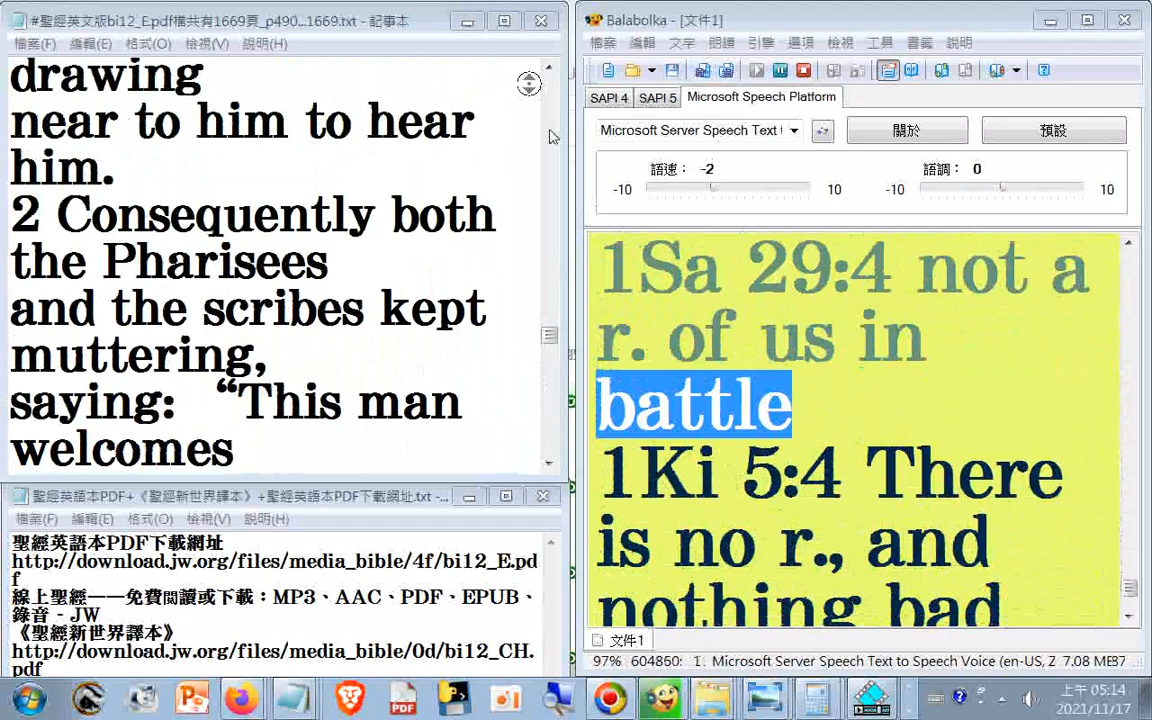 #聖經英文版bi12_E.pdf橫共有1669頁_p490...1669.txt - 記事本
檔案(F) 編輯(E) 格式(O) 檢視(V) 說明(H)
drawing
near to him to hear
him.
2 Consequently both
the Pharisees
and the scribes kept
muttering,
saying: “This man
welcomes
聖經英語本PDF+《聖經新世界譯本》+聖經英語本PDF下載網址.txt -...
檔案(F) 編輯(E) 格式(O) 檢視(V) 說明(H)
聖經英語本PDF下載網址
http://download.jw.org/files/media_bible/4f/bi12_E.pd
f
線上聖經——免費閱讀或下載：MP3、AAC、PDF、EPUB、
錄音 - JW
《聖經新世界譯本》
http://download.jw.org/files/media_bible/0d/bi12_CH.
pdf
Balabolka - [文件1]
檔案 編輯 文字 朗讀 引擎 選項 檢視 工具 書籤 說明
SAPI 4 SAPI 5 Microsoft Speech Platform
Microsoft Server Speech Text 關於 預設
語速： -2 語調： 0
-10 10 -10 10
1Sa 29:4 not a
r. of us in
battle
1Ki 5:4 There
is no r., and
nothing bad
文件1
97% 604860: 1. Microsoft Server Speech Text to Speech Voice (en-US, Z 7.08 MB
上午 05:14
2021/11/17